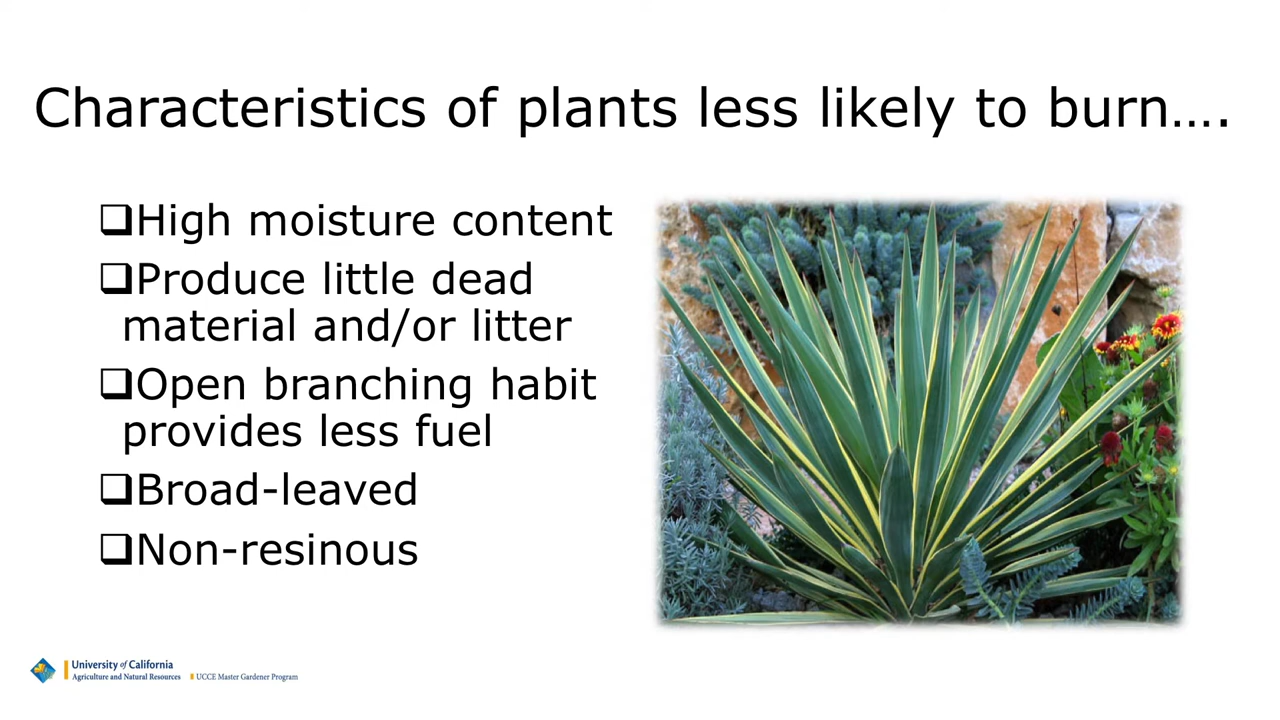 Characteristics of plants less likely to burn….
❑High moisture content
❑Produce little dead
material and/or litter
❑Open branching habit
provides less fuel
❑Broad-leaved
❑Non-resinous
University of California
Agriculture and Natural Resources
UCCE Master Gardener Program